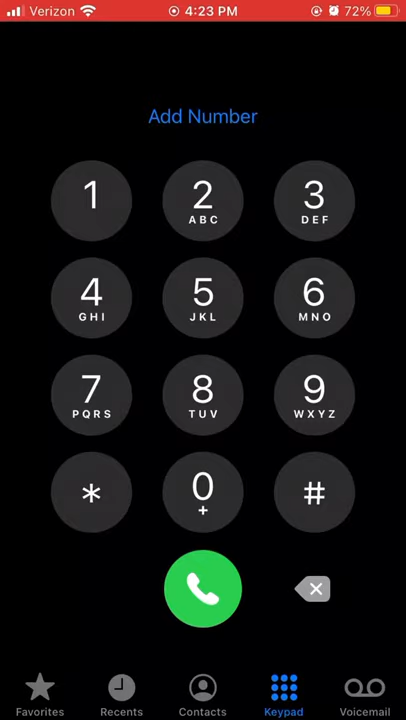 Verizon 4:23 PM 72%
Add Number
1 2 3
ABC DEF
4 5 6
GHI JKL MNO
7 8 9
PQRS TUV WXYZ
* 0 #
+
Favorites Recents Contacts Keypad Voicemail